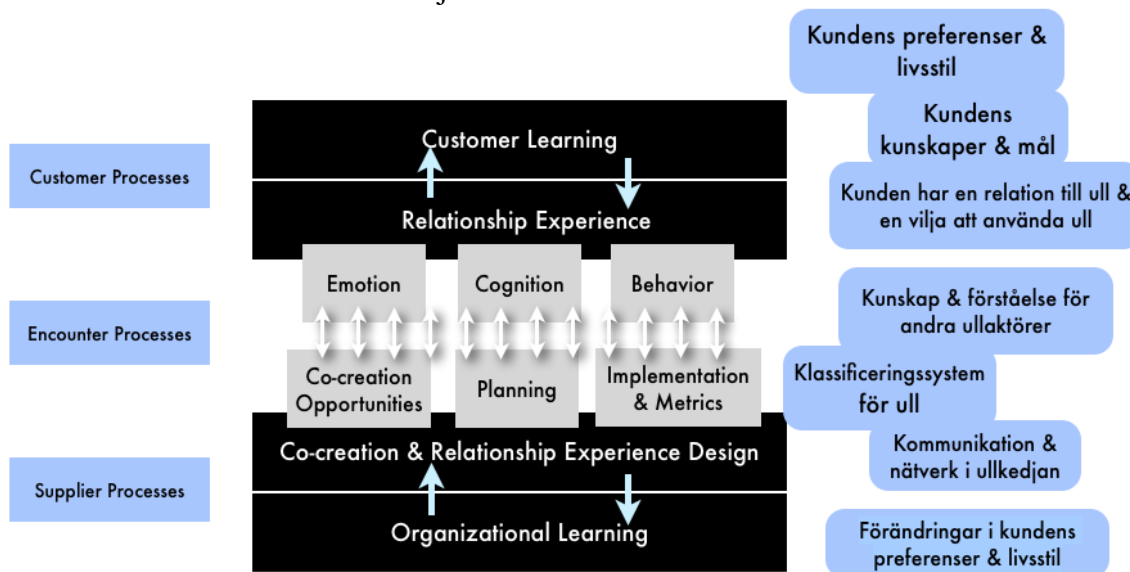 Kundens preferenser &
livsstil
Kundens
kunskaper & mål
Kunden har en relation till ull &
en vilja att använda ull
Customer Processes
Customer Learning
Relationship Experience
Emotion
Cognition
Behavior
Encounter Processes
Kunskap & förståelse för
andra ullaktörer
Co-creation
Opportunities
Planning
Implementation
& Metrics
Klassificeringssystem
för ull
Co-creation & Relationship Experience Design
Kommunikation &
nätverk i ullkedjan
Supplier Processes
Organizational Learning
Förändringar i kundens
preferenser & livsstil